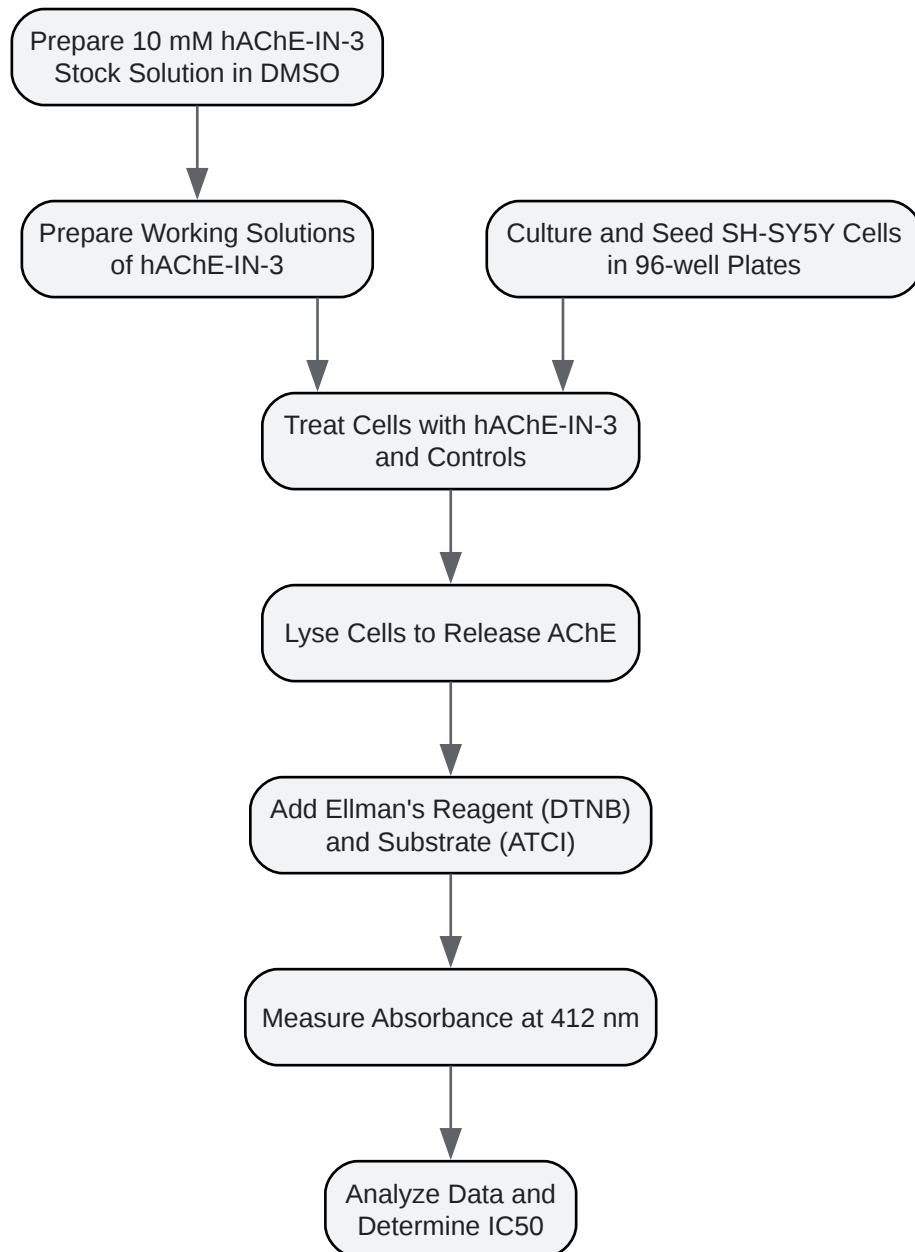 Prepare 10 mM hAChE-IN-3
Stock Solution in DMSO
Prepare Working Solutions
of hAChE-IN-3
Culture and Seed SH-SY5Y Cells
in 96-well Plates
Treat Cells with hAChE-IN-3
and Controls
Lyse Cells to Release AChE
Add Ellman's Reagent (DTNB)
and Substrate (ATCI)
Measure Absorbance at 412 nm
Analyze Data and
Determine IC50